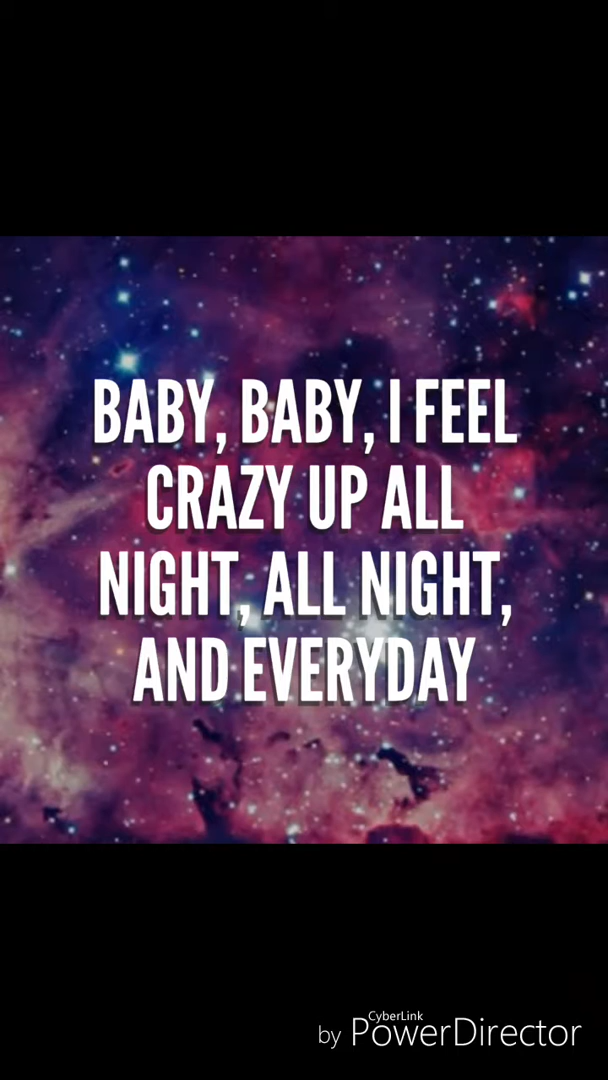 BABY, BABY, I FEEL
CRAZY UP ALL
NIGHT, ALL NIGHT,
AND EVERYDAY
CyberLink
by PowerDirector